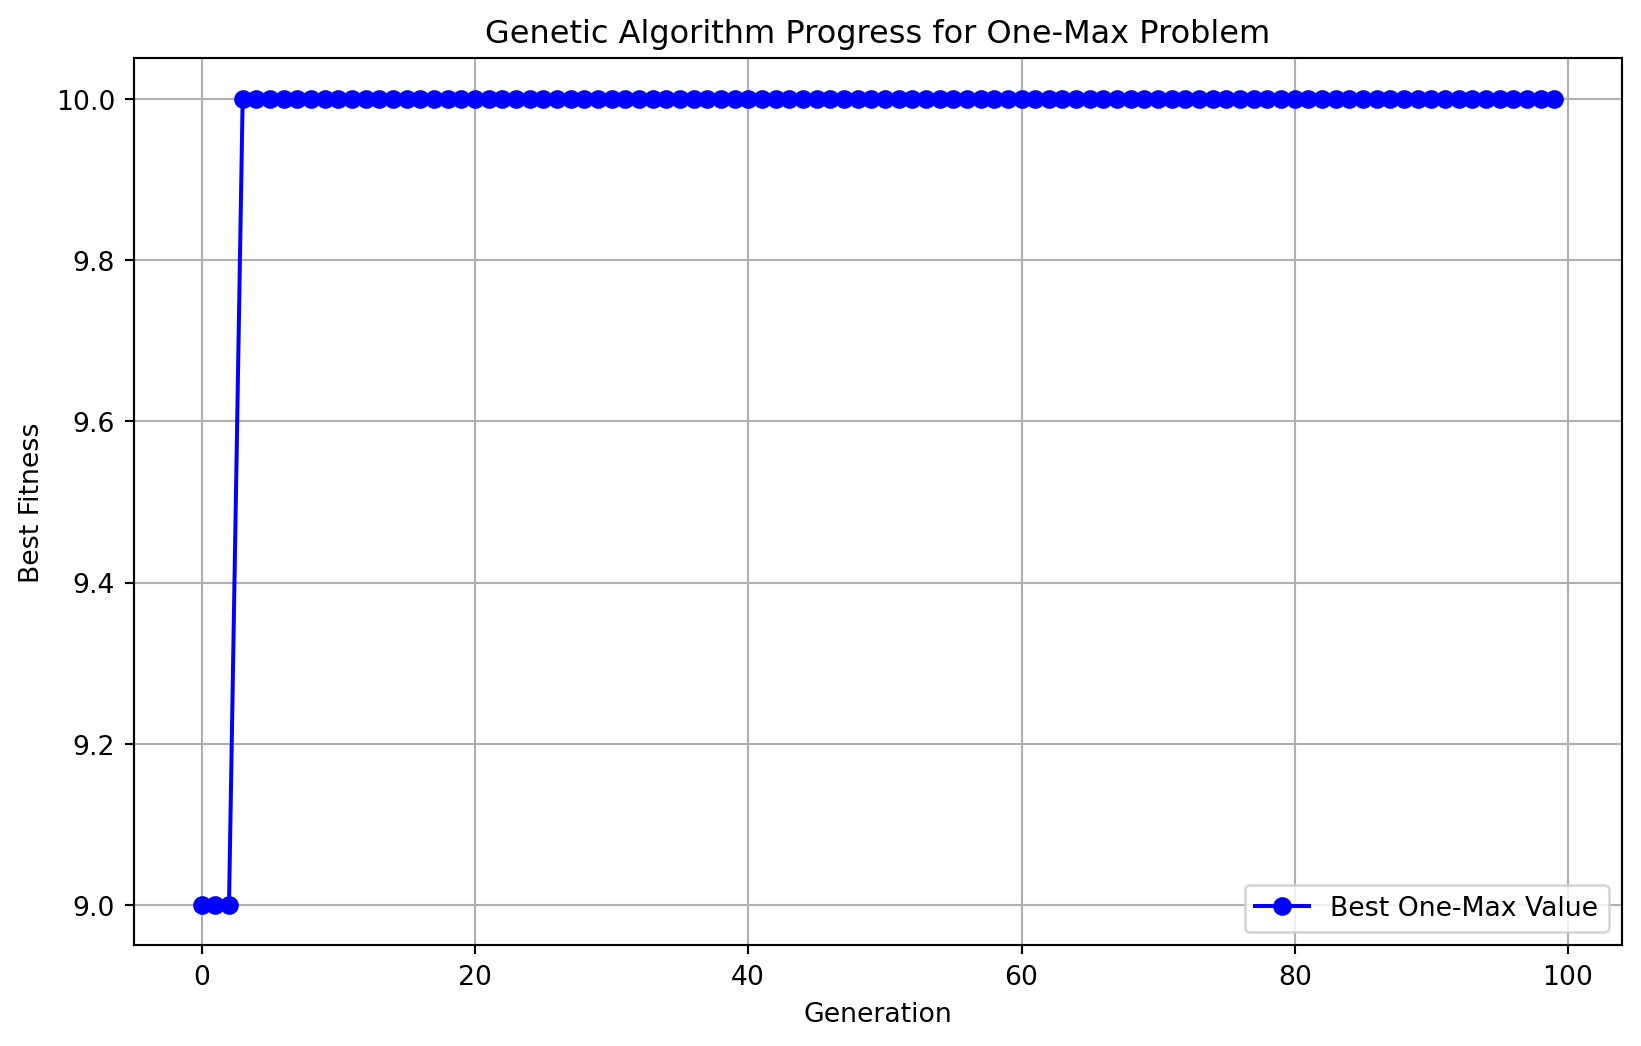 Genetic Algorithm Progress for One-Max Problem
Best Fitness
10.0
9.8
9.6
9.4
9.2
9.0
Best One-Max Value
0 20 40 60 80 100
Generation